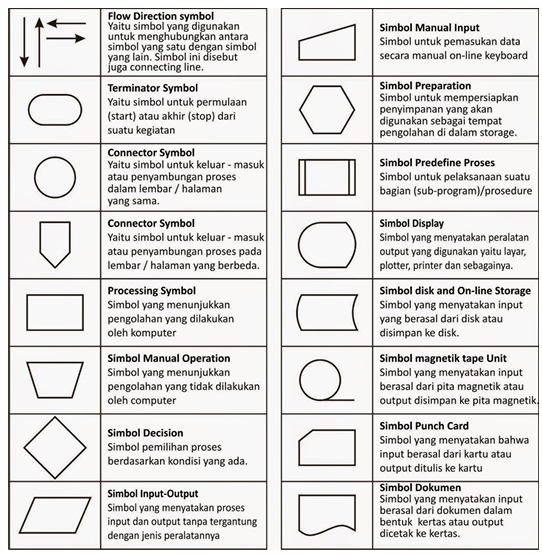 Flow Direction symbol
Yaitu simbol yang digunakan
untuk menghubungkan antara
simbol yang satu dengan simbol
yang lain. Simbol ini disebut
juga connecting line.
Terminator Symbol
Yaitu simbol untuk permulaan
(start) atau akhir (stop) dari
suatu kegiatan
Connector Symbol
Yaitu simbol untuk keluar - masuk
atau penyambungan proses
dalam lembar / halaman
yang sama.
Connector Symbol
Yaitu simbol untuk keluar - masuk
atau penyambungan proses pada
lembar / halaman yang berbeda.
Processing Symbol
Simbol yang menunjukkan
pengolahan yang dilakukan
oleh komputer
Simbol Manual Operation
Simbol yang menunjukkan
pengolahan yang tidak dilakukan
oleh computer
Simbol Decision
Simbol pemilihan proses
berdasarkan kondisi yang ada.
Simbol Input-Output
Simbol yang menyatakan proses
input dan output tanpa tergantung
dengan jenis peralatannya
Simbol Manual Input
Simbol untuk pemasukan data
secara manual on-line keyboard
Simbol Preparation
Simbol untuk mempersiapkan
penyimpanan yang akan
digunakan sebagai tempat
pengolahan di dalam storage.
Simbol Predefine Proses
Simbol untuk pelaksanaan suatu
bagian (sub-program)/prosedure
Simbol Display
Simbol yang menyatakan peralatan
output yang digunakan yaitu layar,
plotter, printer dan sebagainya.
Simbol disk and On-line Storage
Simbol yang menyatakan input
yang berasal dari disk atau
disimpan ke disk.
Simbol magnetik tape Unit
Simbol yang menyatakan input
berasal dari pita magnetik atau
output disimpan ke pita magnetik.
Simbol Punch Card
Simbol yang menyatakan bahwa
input berasal dari kartu atau
output ditulis ke kartu
Simbol Dokumen
Simbol yang menyatakan input
berasal dari dokumen dalam
bentuk kertas atau output
dicetak ke kertas.